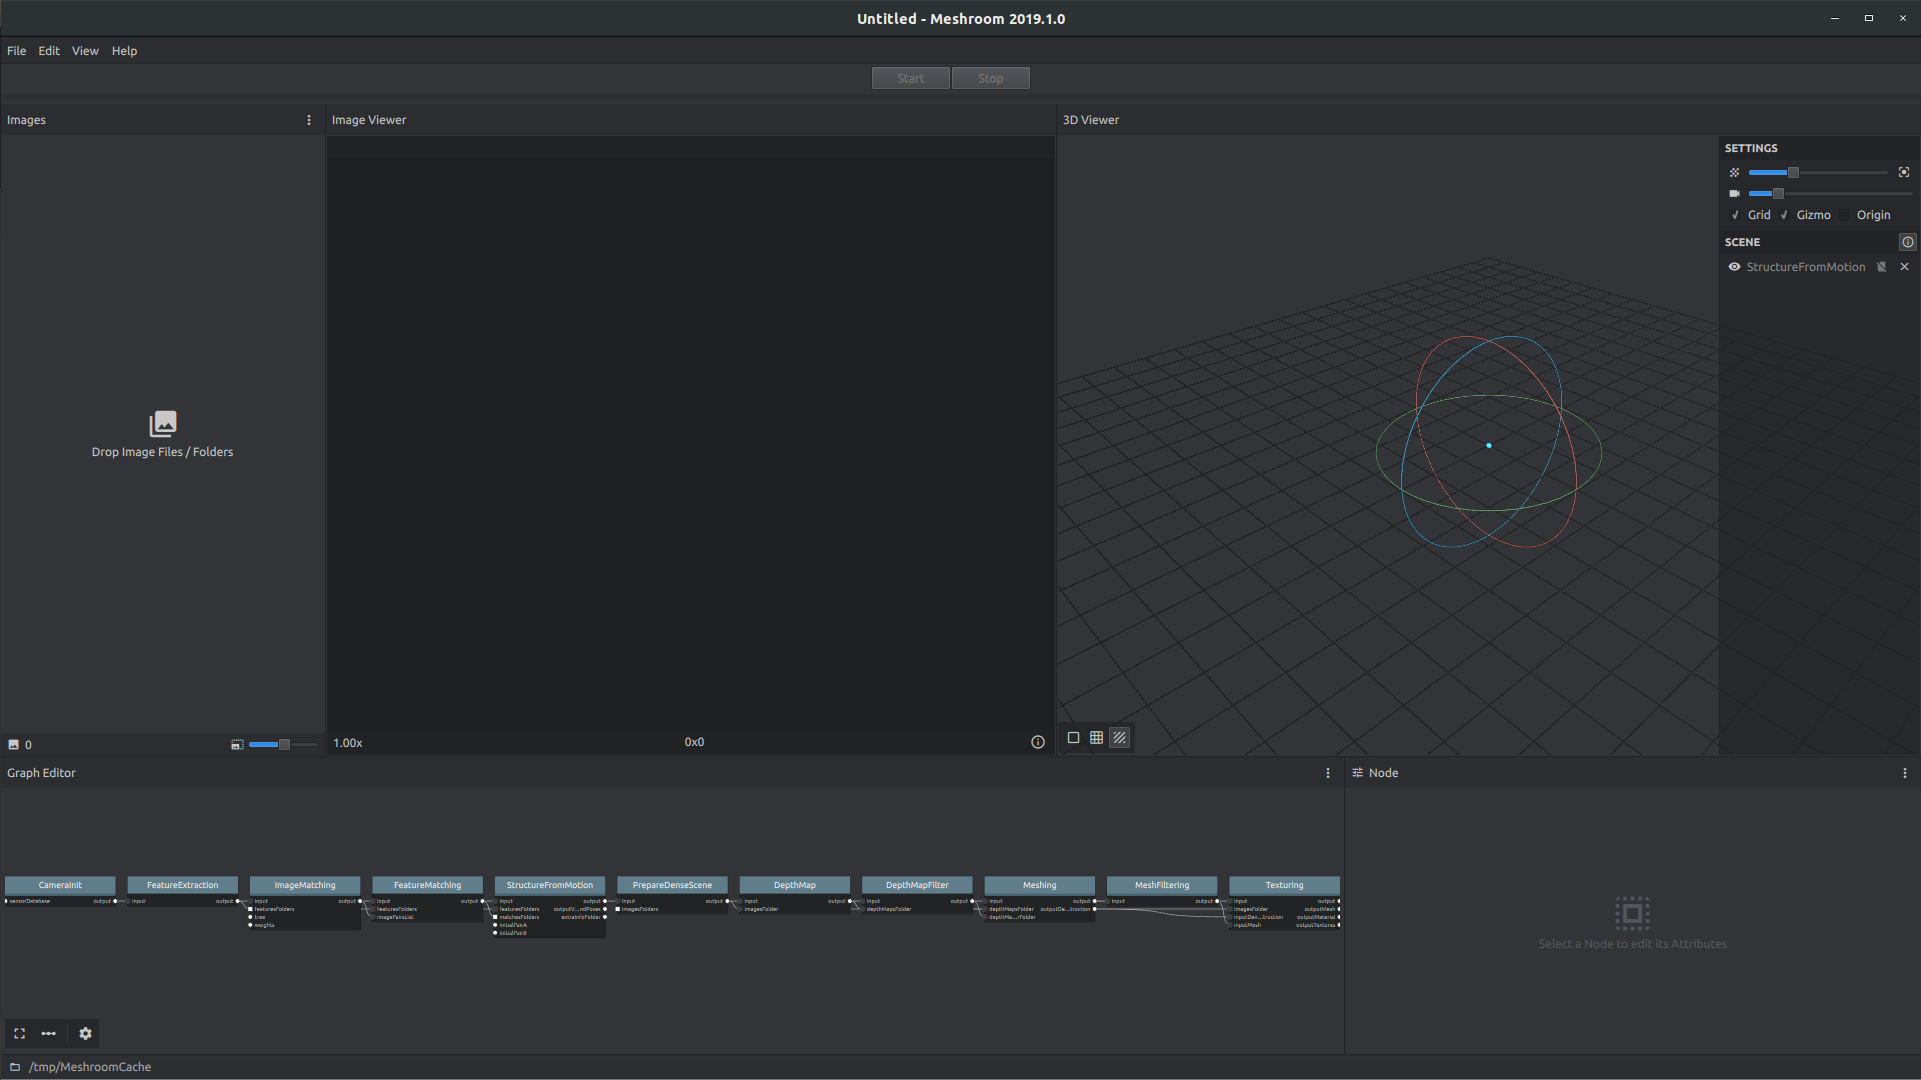 Untitled - Meshroom 2019.1.0
File Edit View Help
Start Stop
Images
Image Viewer
3D Viewer
SETTINGS
Grid Gizmo Origin
SCENE
StructureFromMotion
Drop Image Files / Folders
0
1.00x
0x0
Graph Editor
Node
CameraInit
sensorDatabase output
FeatureExtraction
input output
ImageMatching
input output
featuresFolders
tree
weights
FeatureMatching
input output
featuresFolders
imagePairsList
StructureFromMotion
input output
featuresFolders outputV...ndPoses
matchesFolders extraInfoFolder
initialPairA
initialPairB
PrepareDenseScene
input output
imagesFolders
DepthMap
input output
imagesFolder
DepthMapFilter
input output
depthMapsFolder
Meshing
input output
depthMapsFolder outputDe...truction
depthMa...rFolder
MeshFiltering
input output
Texturing
input output
imagesFolder outputMesh
inputDen...truction outputMaterial
inputMesh outputTextures
Select a Node to edit its Attributes
/tmp/MeshroomCache